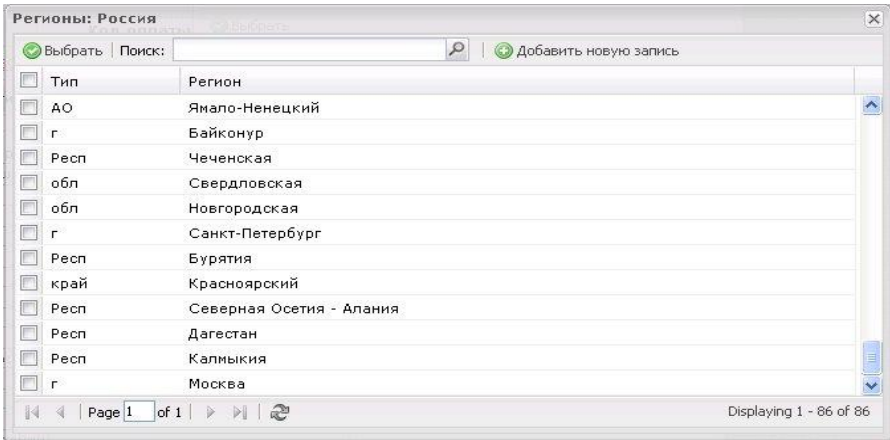 Регионы: Россия
Выбрать Поиск: Добавить новую запись
Тип Регион
АО Ямало-Ненецкий
г Байконур
Респ Чеченская
обл Свердловская
обл Новгородская
г Санкт-Петербург
Респ Бурятия
край Красноярский
Респ Северная Осетия - Алания
Респ Дагестан
Респ Калмыкия
г Москва
Page 1 of 1 Displaying 1 - 86 of 86